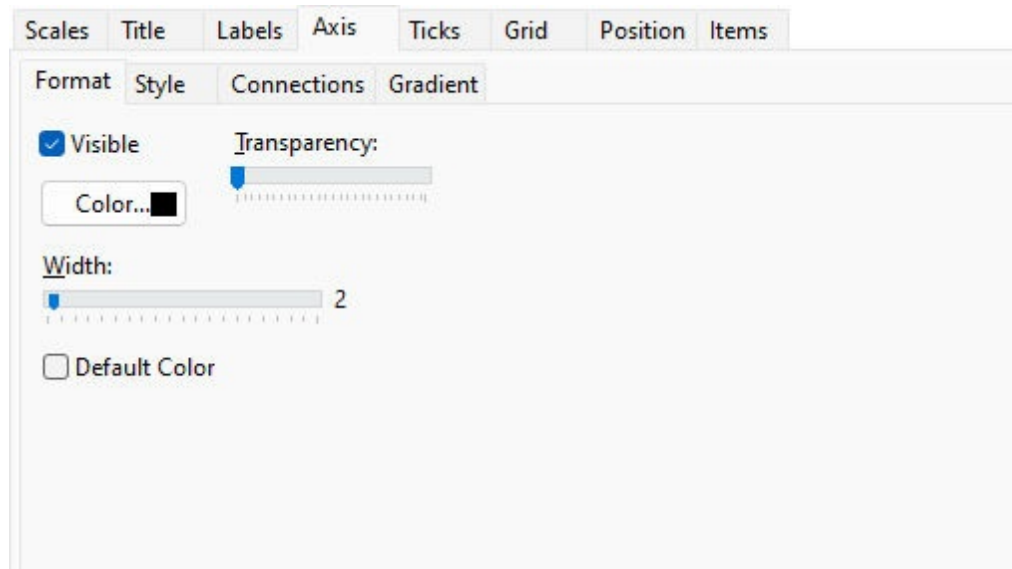 Scales Title Labels Axis Ticks Grid Position Items
Format Style Connections Gradient
Visible Transparency:
Color...
Width:
2
Default Color